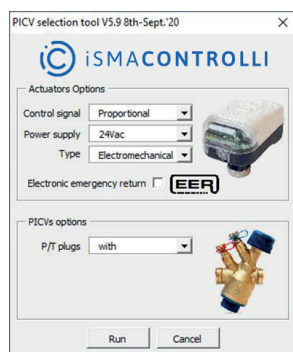 PICV selection tool V5.9 8th-Sept.'20
iSMACONTROLLI
Actuators Options
Control signal Proportional
Power supply 24Vac
Type Electromechanical
Electronic emergency return EER
PICVs options
P/T plugs with
Run Cancel